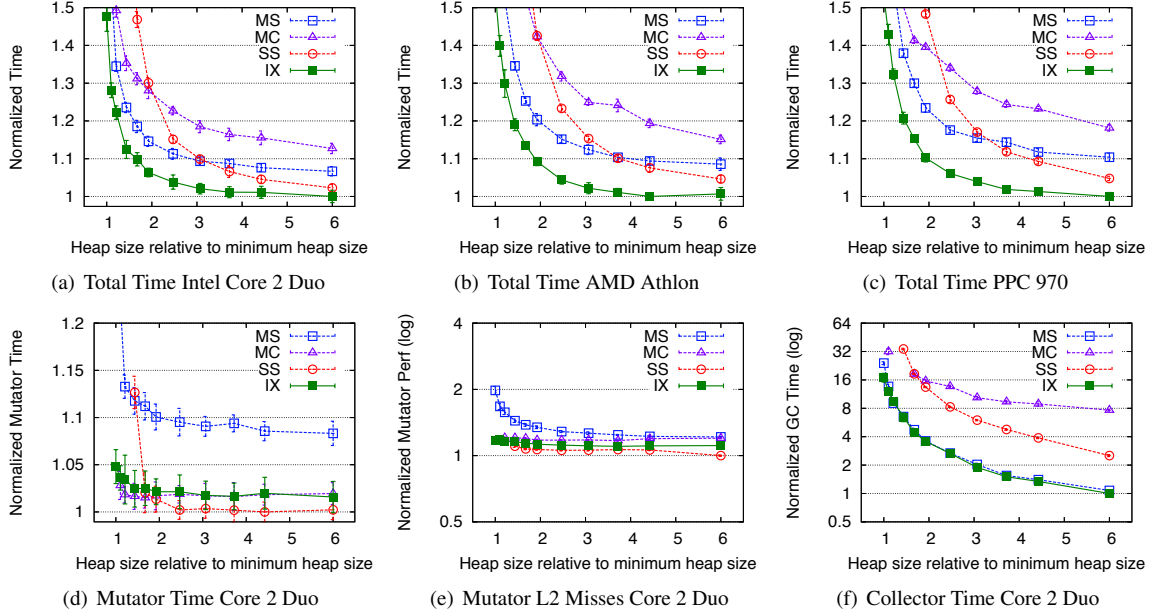 1.5
1.4
1.3
1.2
1.1
1
Normalized Time
MS
MC
SS
IX
1 2 3 4 5 6
Heap size relative to minimum heap size
(a) Total Time Intel Core 2 Duo
1.5
1.4
1.3
1.2
1.1
1
Normalized Time
MS
MC
SS
IX
1 2 3 4 5 6
Heap size relative to minimum heap size
(b) Total Time AMD Athlon
1.5
1.4
1.3
1.2
1.1
1
Normalized Time
MS
MC
SS
IX
1 2 3 4 5 6
Heap size relative to minimum heap size
(c) Total Time PPC 970
1.2
1.15
1.1
1.05
1
Normalized Mutator Time
MS
MC
SS
IX
1 2 3 4 5 6
Heap size relative to minimum heap size
(d) Mutator Time Core 2 Duo
4
2
1
0.5
Normalized Mutator Perf (log)
MS
MC
SS
IX
1 2 3 4 5 6
Heap size relative to minimum heap size
(e) Mutator L2 Misses Core 2 Duo
64
32
16
8
4
2
1
0.5
Normalized GC Time (log)
MS
MC
SS
IX
1 2 3 4 5 6
Heap size relative to minimum heap size
(f) Collector Time Core 2 Duo